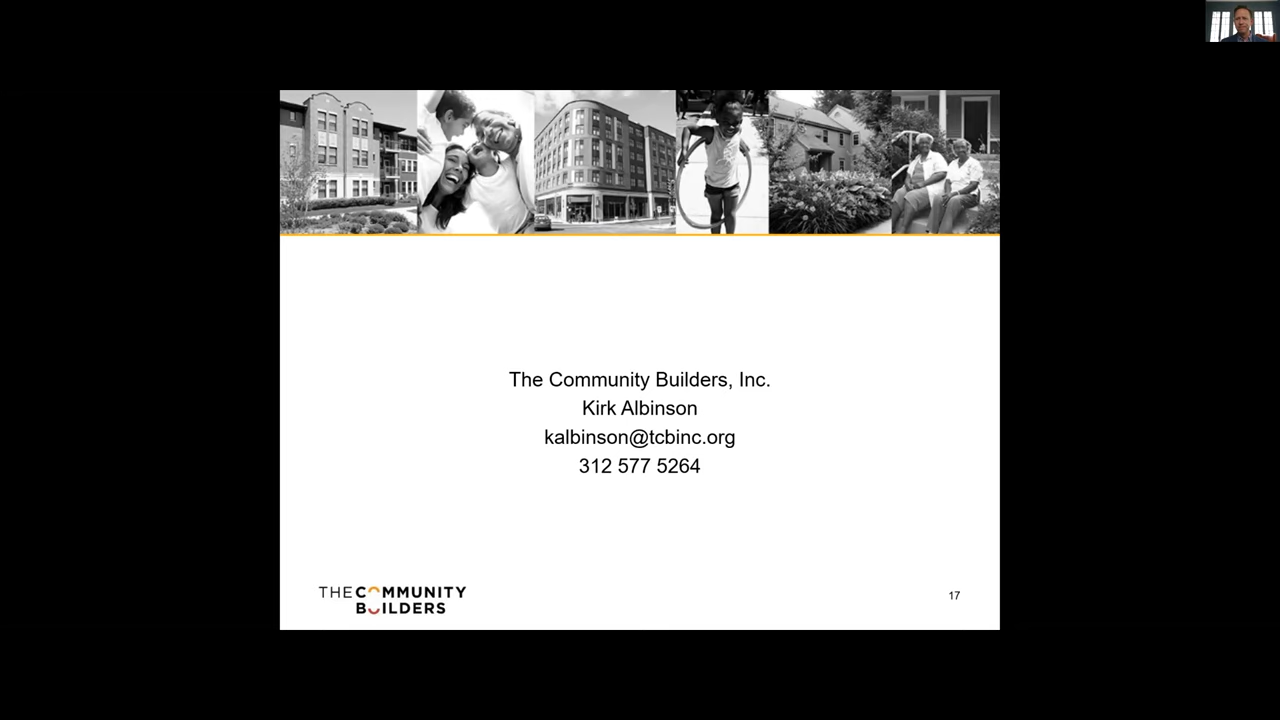 The Community Builders, Inc.
Kirk Albinson
kalbinson@tcbinc.org
312 577 5264
THE COMMUNITY
BUILDERS
17